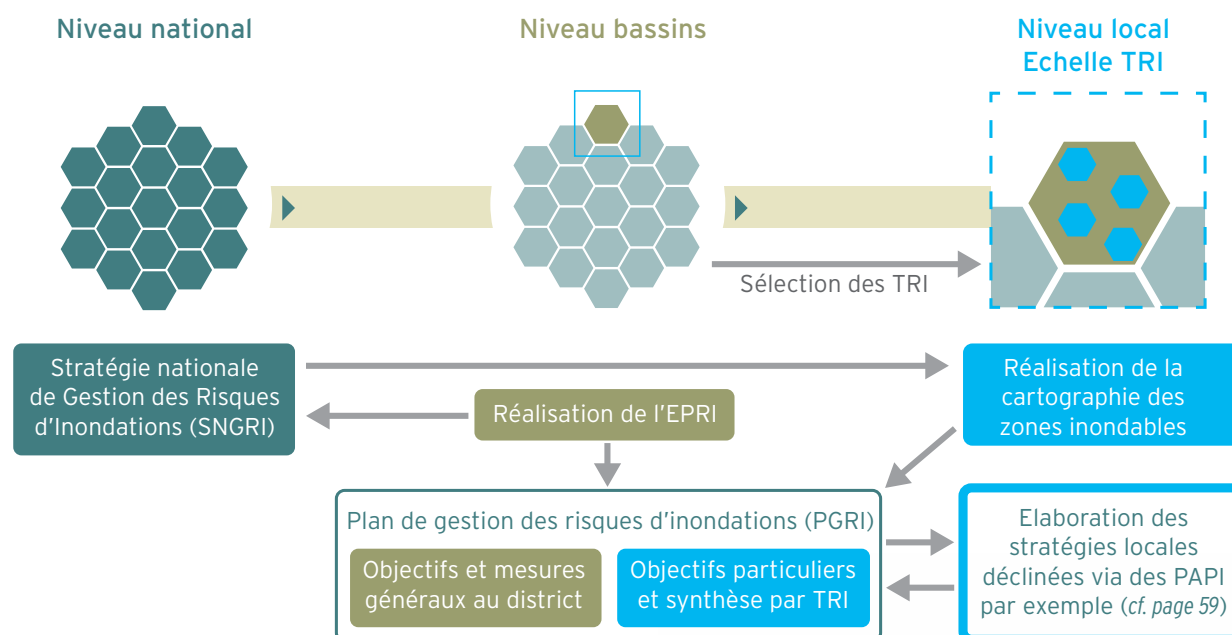 Niveau national
Niveau bassins
Niveau local
Echelle TRI
Sélection des TRI
Stratégie nationale
de Gestion des Risques
d'Inondations (SNGRI)
Réalisation de l'EPRI
Réalisation de la
cartographie des
zones inondables
Plan de gestion des risques d'inondations (PGRI)
Objectifs et mesures
généraux au district
Objectifs particuliers
et synthèse par TRI
Elaboration des
stratégies locales
déclinées via des PAPI
par exemple (cf. page 59)